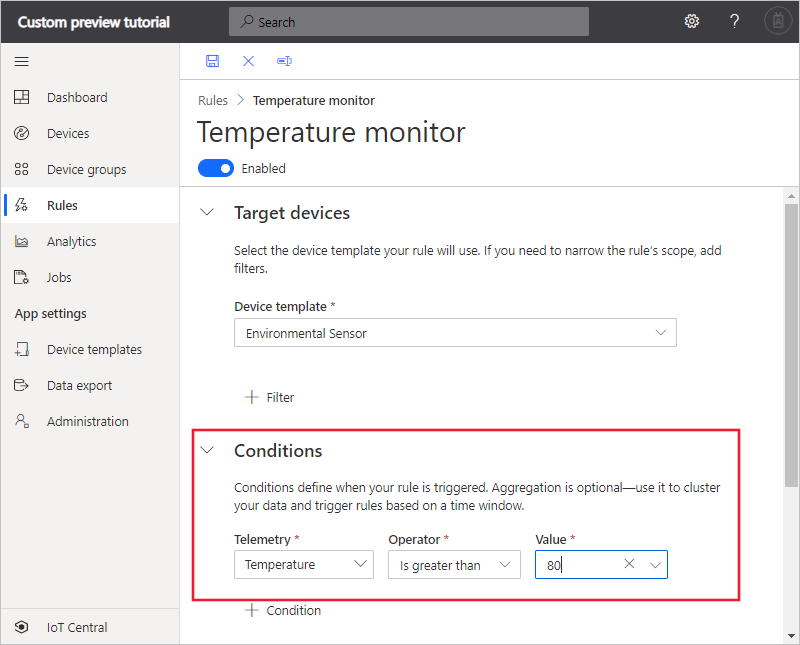 Custom preview tutorial
Search
?
Dashboard
Devices
Device groups
Rules
Analytics
Jobs
App settings
Device templates
Data export
Administration
IoT Central
Rules > Temperature monitor
Temperature monitor
Enabled
Target devices
Select the device template your rule will use. If you need to narrow the rule's scope, add
filters.
Device template *
Environmental Sensor
Filter
Conditions
Conditions define when your rule is triggered. Aggregation is optional—use it to cluster
your data and trigger rules based on a time window.
Telemetry * Operator * Value *
Temperature Is greater than 80
Condition